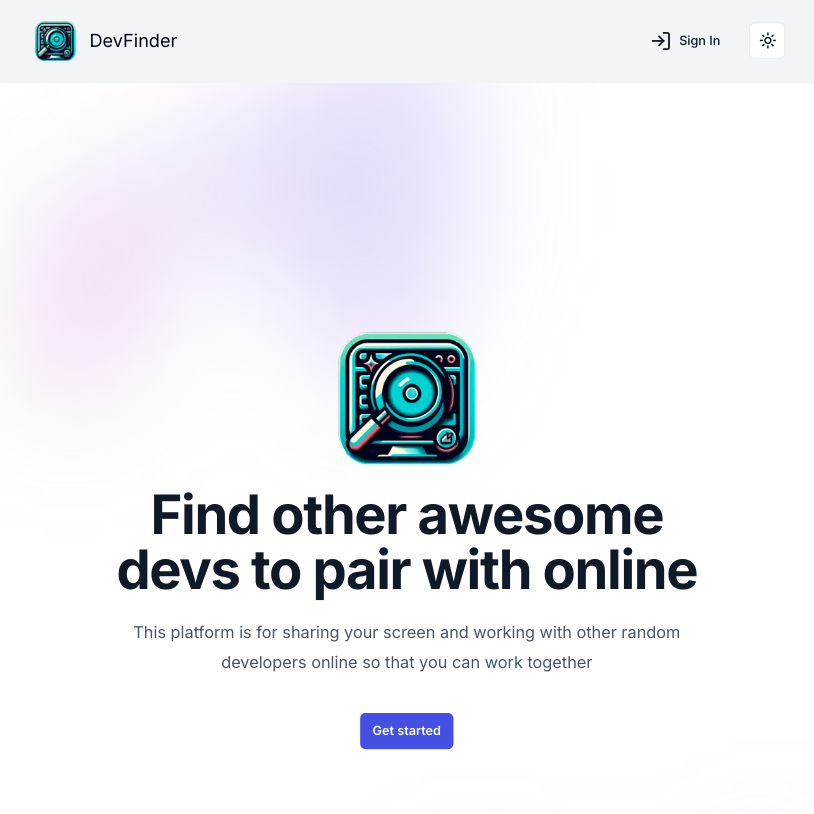 DevFinder
Sign In
Find other awesome
devs to pair with online
This platform is for sharing your screen and working with other random
developers online so that you can work together
Get started